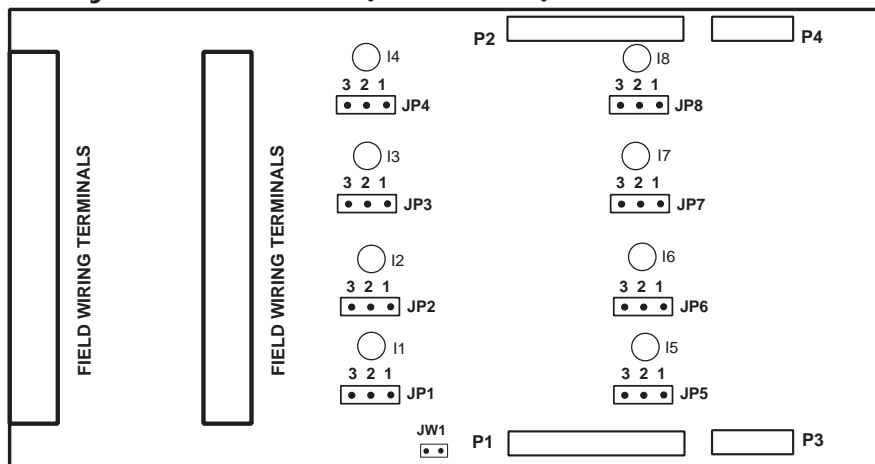 P2
P4
I4
3 2 1
JP4
I8
3 2 1
JP8
I3
3 2 1
JP3
I7
3 2 1
JP7
FIELD WIRING TERMINALS
FIELD WIRING TERMINALS
I2
3 2 1
JP2
I6
3 2 1
JP6
I1
3 2 1
JP1
I5
3 2 1
JP5
JW1
P1
P3